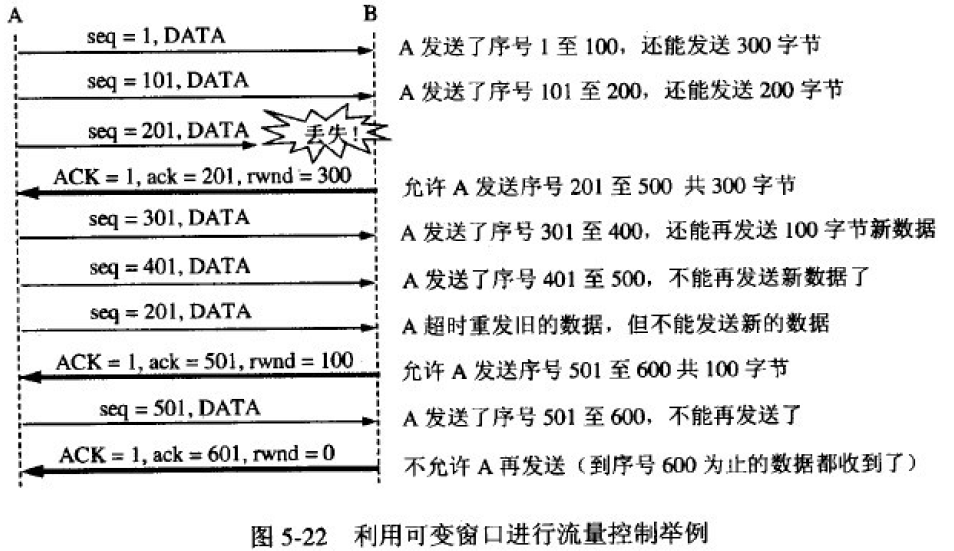 A B
seq = 1, DATA A 发送了序号 1 至 100，还能发送 300 字节
seq = 101, DATA A 发送了序号 101 至 200，还能发送 200 字节
seq = 201, DATA 丢失！
ACK = 1, ack = 201, rwnd = 300 允许 A 发送序号 201 至 500 共 300 字节
seq = 301, DATA A 发送了序号 301 至 400，还能再发送 100 字节新数据
seq = 401, DATA A 发送了序号 401 至 500，不能再发送新数据了
seq = 201, DATA A 超时重发旧的数据，但不能发送新的数据
ACK = 1, ack = 501, rwnd = 100 允许 A 发送序号 501 至 600 共 100 字节
seq = 501, DATA A 发送了序号 501 至 600，不能再发送了
ACK = 1, ack = 601, rwnd = 0 不允许 A 再发送（到序号 600 为止的数据都收到了）
图 5-22 利用可变窗口进行流量控制举例